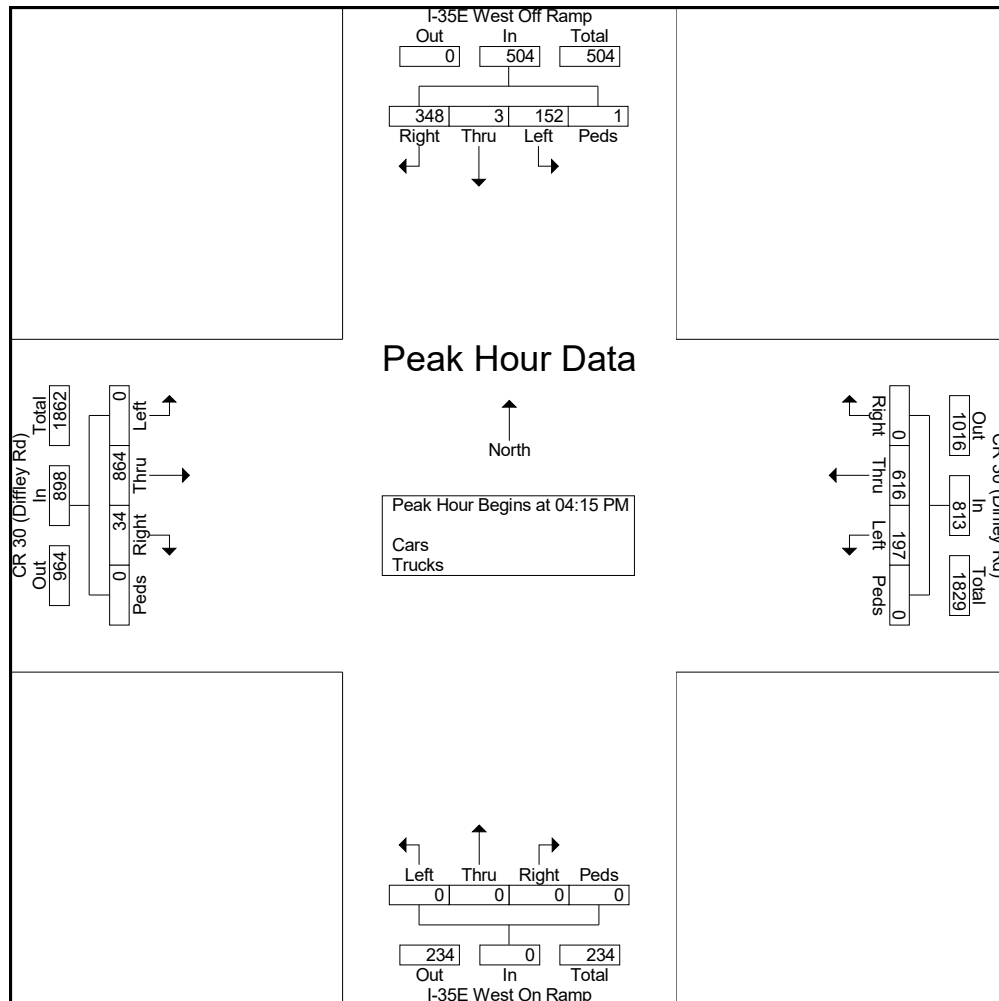 I-35E West Off Ramp
Out In Total
0 504 504
348 3 152 1
Right Thru Left Peds
Peak Hour Data
North
Peak Hour Begins at 04:15 PM
Cars
Trucks
CR 30 (Diffley Rd)
Out In Total
964 898 1862
0 864 34 0
Left Thru Right Peds
CR 30 (Diffley Rd)
Out In Total
1016 813 1829
0 616 197 0
Right Thru Left Peds
Left Thru Right Peds
0 0 0 0
234 0 234
Out In Total
I-35E West On Ramp